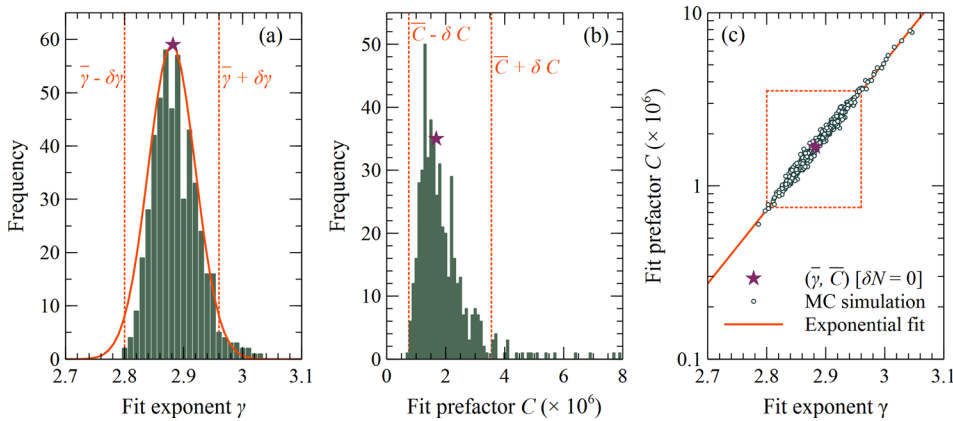 (a)
γ̅ - δγ
γ̅ + δγ
Frequency
60
50
40
30
20
10
0
2.7 2.8 2.9 3 3.1
Fit exponent γ
(b)
C̅ - δ C
C̅ + δ C
Frequency
50
40
30
20
10
0
0 2 4 6 8
Fit prefactor C (× 10⁶)
(c)
Fit prefactor C (× 10⁶)
10
1
0.1
(γ̅, C̅) [δN = 0]
MC simulation
Exponential fit
2.7 2.8 2.9 3 3.1
Fit exponent γ